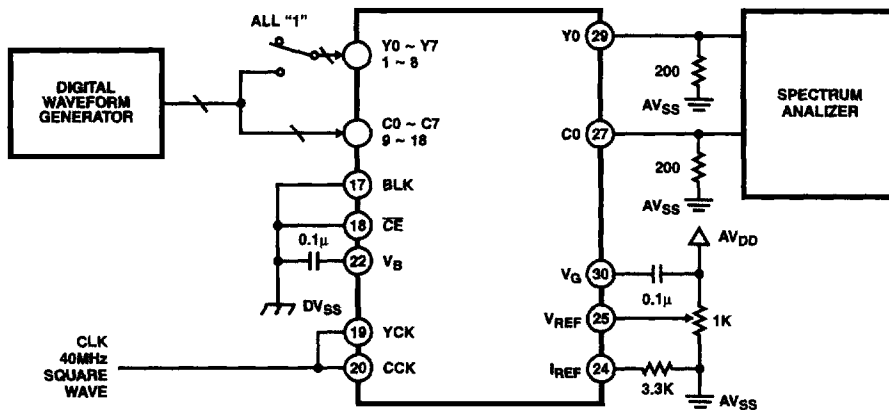 ALL "1"
DIGITAL
WAVEFORM
GENERATOR
Y0 ~ Y7
1 ~ 8
C0 ~ C7
9 ~ 18
17 BLK
18 CE
0.1μ
22 VB
DVSS
19 YCK
20 CCK
CLK
40MHz
SQUARE
WAVE
Y0 29
200
AVSS
C0 27
200
AVSS
SPECTRUM
ANALIZER
AVDD
VG 30
0.1μ
VREF 25
1K
IREF 24
3.3K
AVSS